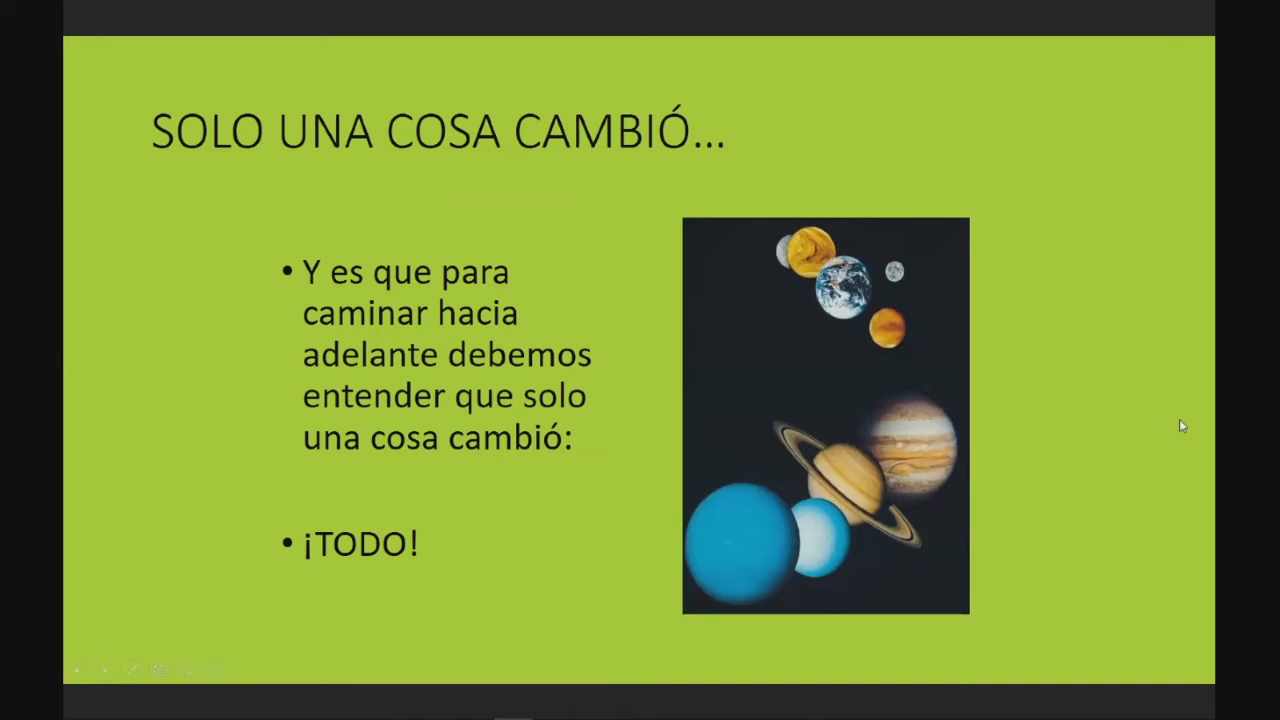 SOLO UNA COSA CAMBIÓ...
• Y es que para
caminar hacia
adelante debemos
entender que solo
una cosa cambió:
• ¡TODO!